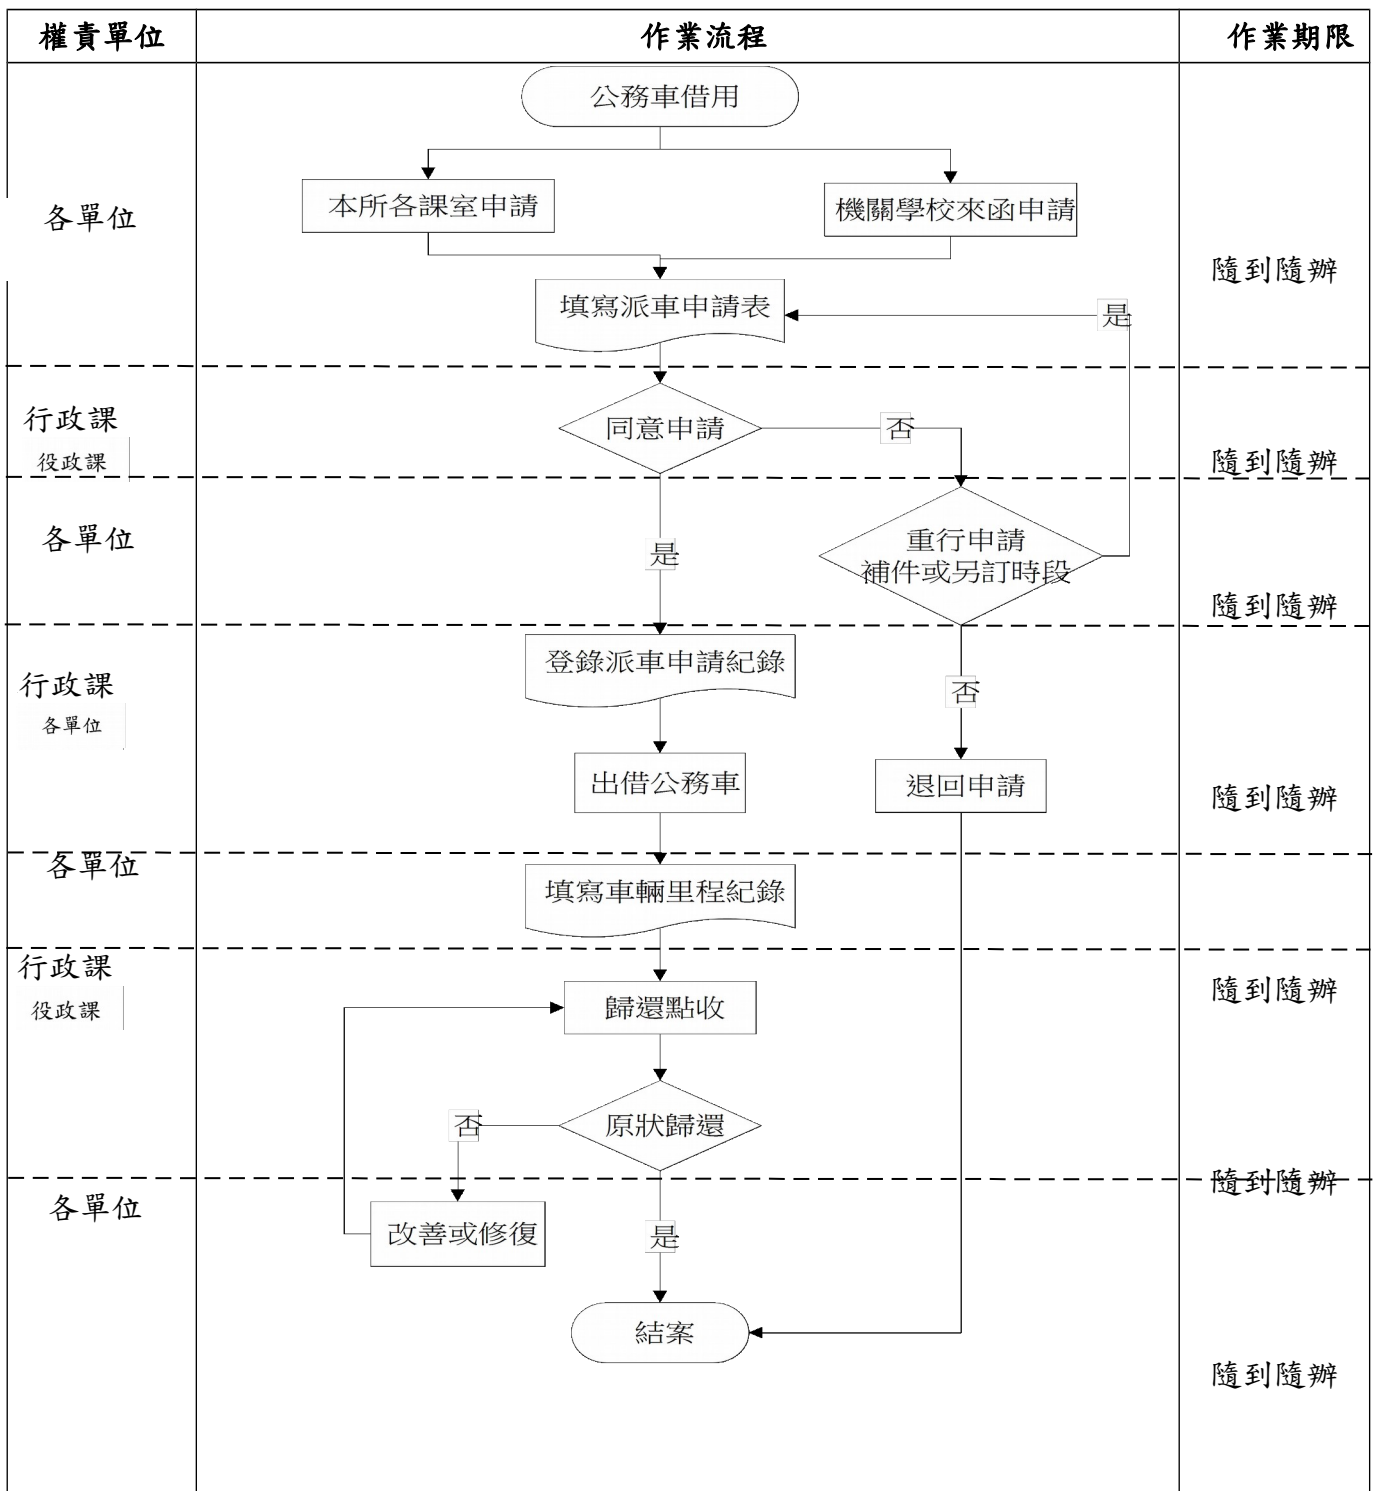 權責單位
作業流程
作業期限
公務車借用
本所各課室申請
機關學校來函申請
各單位
隨到隨辦
填寫派車申請表
是
行政課
役政課
同意申請
否
隨到隨辦
各單位
是
重行申請
補件或另訂時段
隨到隨辦
登錄派車申請紀錄
行政課
各單位
否
出借公務車
退回申請
隨到隨辦
各單位
填寫車輛里程紀錄
行政課
役政課
歸還點收
隨到隨辦
原狀歸還
否
隨到隨辦
各單位
改善或修復
是
結案
隨到隨辦